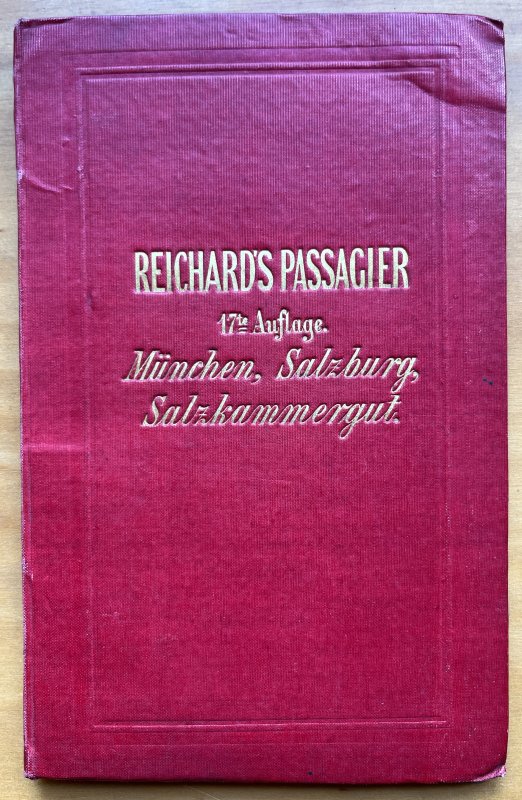 REICHARD'S PASSAGIER
17te Auflage.
München, Salzburg,
Salzkammergut.